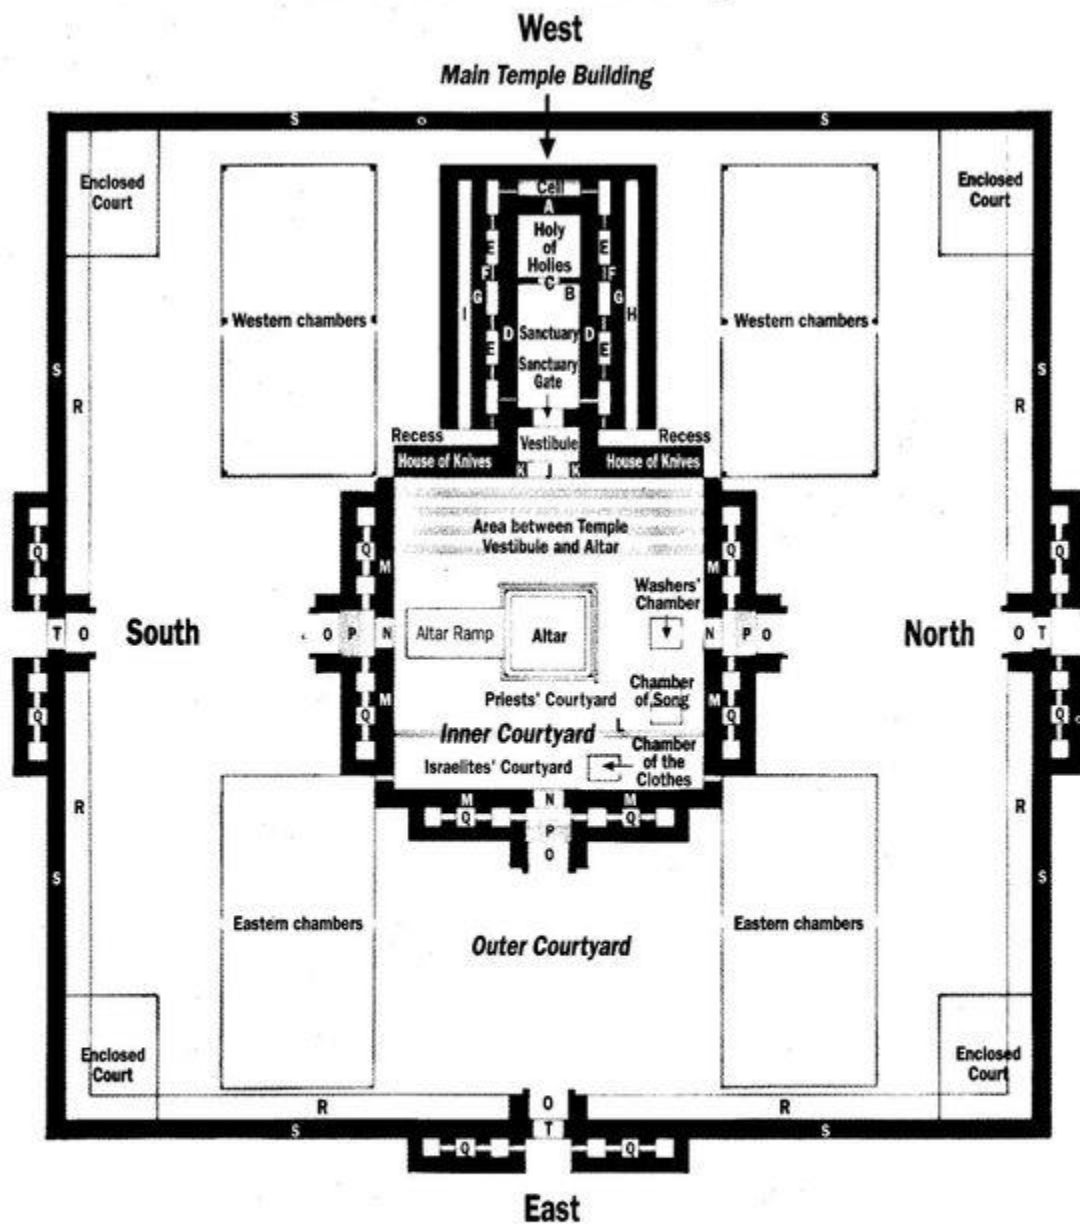 West
Main Temple Building
S
S
Enclosed
Court
Enclosed
Court
Cell
A
Holy
of
Holies
E
E
F
F
C
B
G
G
I
H
Western chambers
Western chambers
D
Sanctuary
D
E
E
Sanctuary
Gate
S
S
R
R
Recess
Vestibule
Recess
House of Knives
House of Knives
K
J
K
Area between Temple
Vestibule and Altar
Q
Q
Q
Q
M
M
Washers'
Chamber
T
O
South
O
P
N
Altar Ramp
Altar
N
P
O
North
O
T
Chamber
of Song
Priests' Courtyard
M
M
Q
Q
Q
Q
L
Inner Courtyard
Chamber
of the
Clothes
Israelites' Courtyard
R
R
M
N
M
Q
Q
P
O
S
S
Eastern chambers
Eastern chambers
Outer Courtyard
Enclosed
Court
Enclosed
Court
R
O
R
S
T
S
Q
Q
East